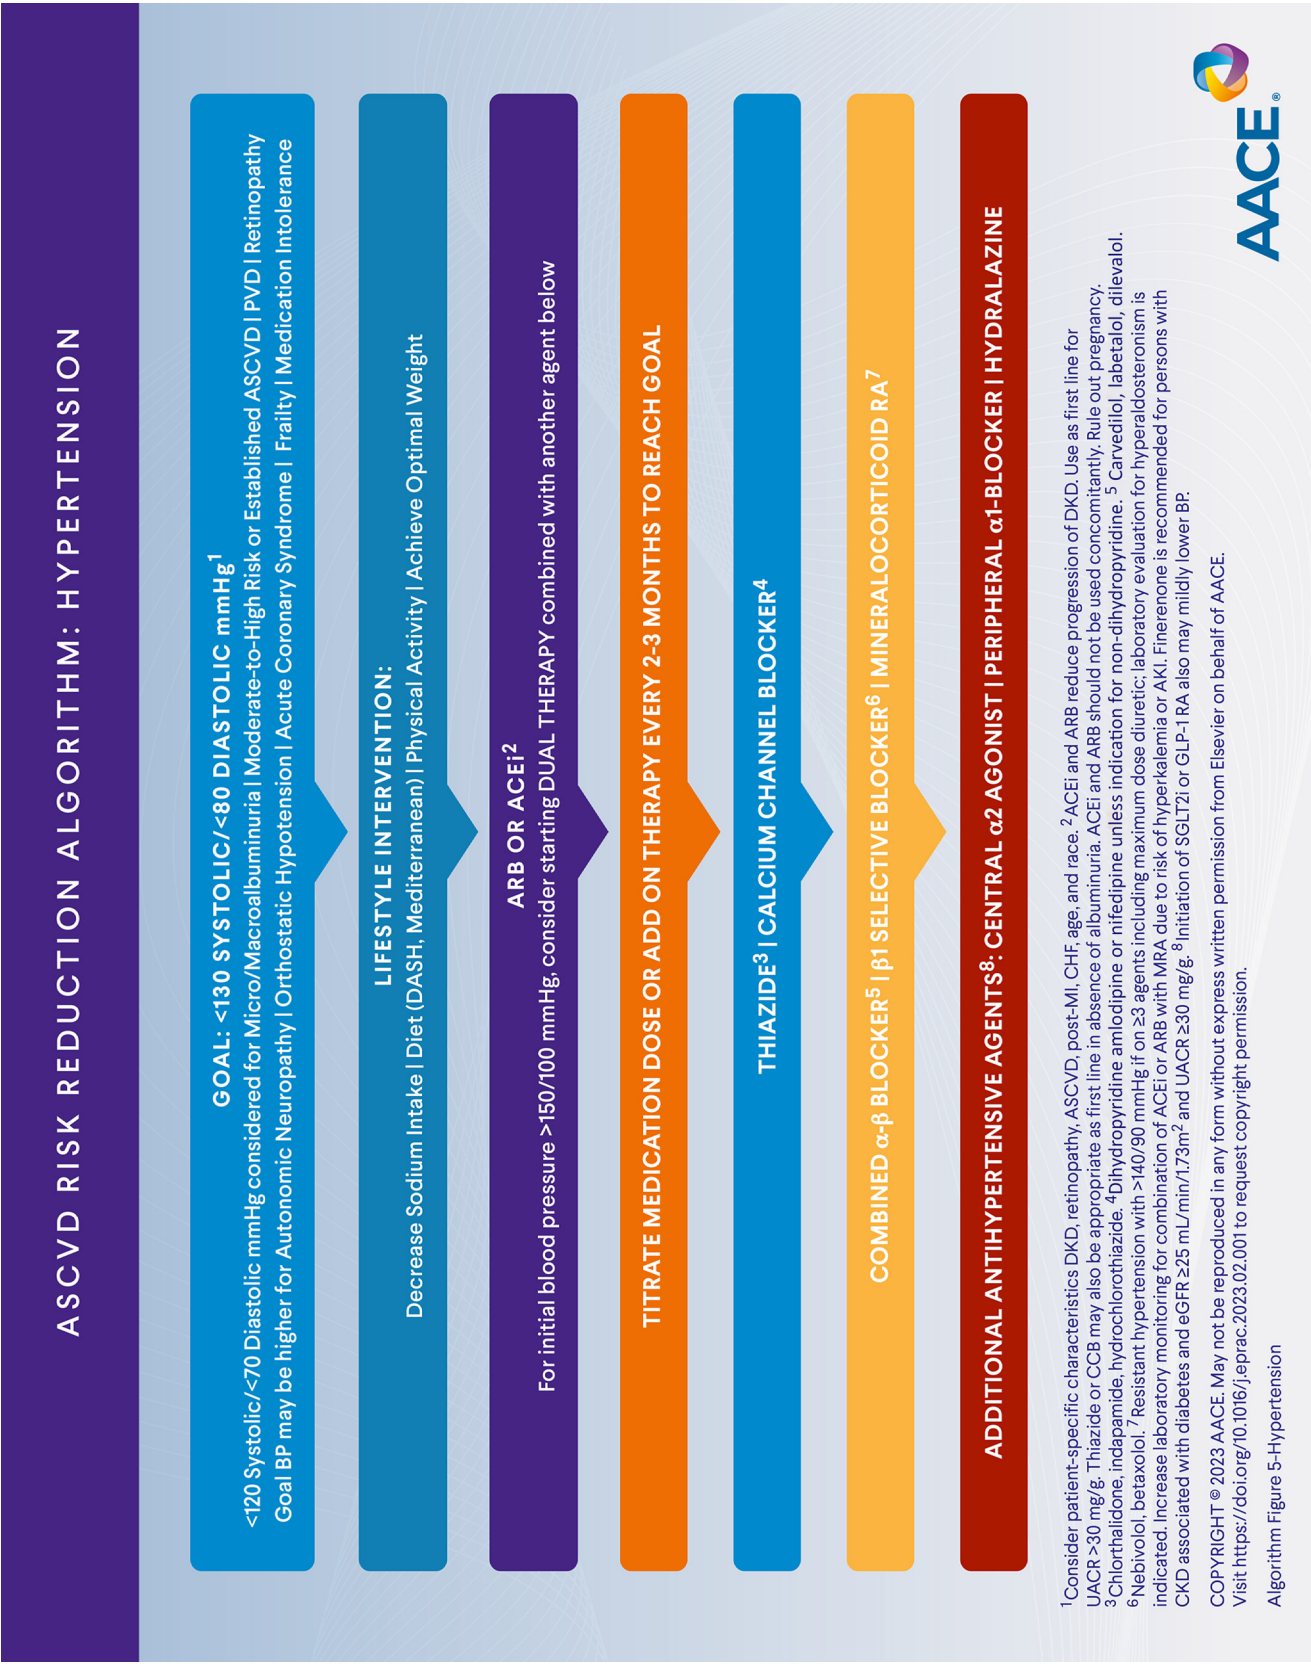 ASCVD RISK REDUCTION ALGORITHM: HYPERTENSION
GOAL: <130 SYSTOLIC/<80 DIASTOLIC mmHg¹
<120 Systolic/<70 Diastolic mmHg considered for Micro/Macroalbuminuria | Moderate-to-High Risk or Established ASCVD | PVD | Retinopathy
Goal BP may be higher for Autonomic Neuropathy | Orthostatic Hypotension | Acute Coronary Syndrome | Frailty | Medication Intolerance
LIFESTYLE INTERVENTION:
Decrease Sodium Intake | Diet (DASH, Mediterranean) | Physical Activity | Achieve Optimal Weight
ARB OR ACEi²
For initial blood pressure >150/100 mmHg, consider starting DUAL THERAPY combined with another agent below
TITRATE MEDICATION DOSE OR ADD ON THERAPY EVERY 2–3 MONTHS TO REACH GOAL
THIAZIDE³ | CALCIUM CHANNEL BLOCKER⁴
COMBINED α-β BLOCKER⁵ | β1 SELECTIVE BLOCKER⁶ | MINERALOCORTICOID RA⁷
ADDITIONAL ANTIHYPERTENSIVE AGENTS⁸: CENTRAL α2 AGONIST | PERIPHERAL α1-BLOCKER | HYDRALAZINE
¹Consider patient-specific characteristics DKD, retinopathy, ASCVD, post-MI, CHF, age, and race. ²ACEi and ARB reduce progression of DKD. Use as first line for
UACR >30 mg/g. Thiazide or CCB may also be appropriate as first line in absence of albuminuria. ACEi and ARB should not be used concomitantly. Rule out pregnancy.
³Chlorthalidone, indapamide, hydrochlorothiazide. ⁴Dihydropyridine amlodipine or nifedipine unless indication for non-dihydropyridine. ⁵ Carvedilol, labetalol, dilevalol.
⁶Nebivolol, betaxolol. ⁷Resistant hypertension with >140/90 mmHg if on ≥3 agents including maximum dose diuretic; laboratory evaluation for hyperaldosteronism is
indicated. Increase laboratory monitoring for combination of ACEi or ARB with MRA due to risk of hyperkalemia or AKI. Finerenone is recommended for persons with
CKD associated with diabetes and eGFR ≥25 mL/min/1.73m² and UACR ≥30 mg/g. ⁸Initiation of SGLT2i or GLP-1 RA also may mildly lower BP.
COPYRIGHT © 2023 AACE. May not be reproduced in any form without express written permission from Elsevier on behalf of AACE.
Visit https://doi.org/10.1016/j.eprac.2023.02.001 to request copyright permission.
Algorithm Figure 5-Hypertension
AACE®